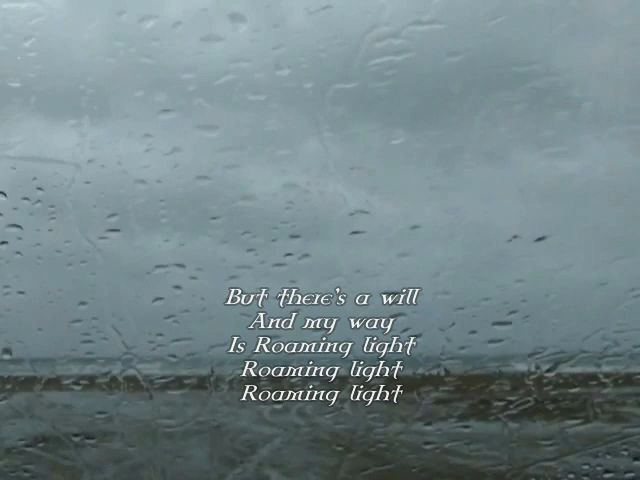 But there's a will
And my way
Is Roaming light
Roaming light
Roaming light